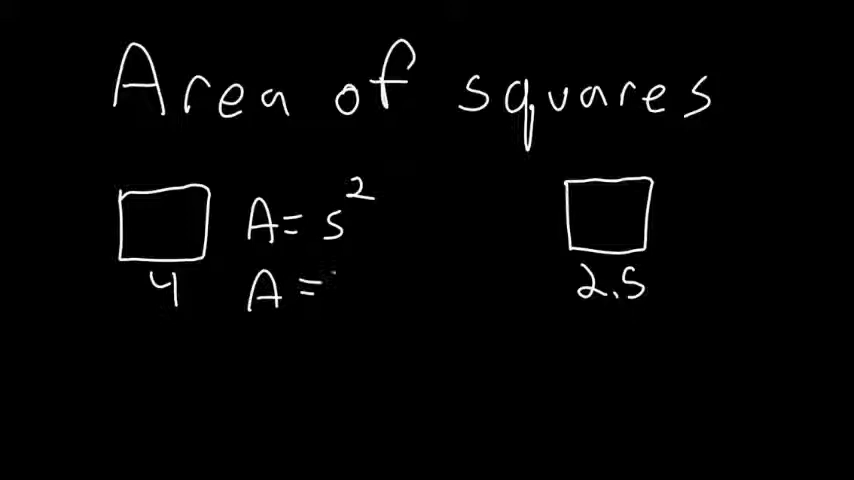 Area of squares
A = s²
4
A =
2.5